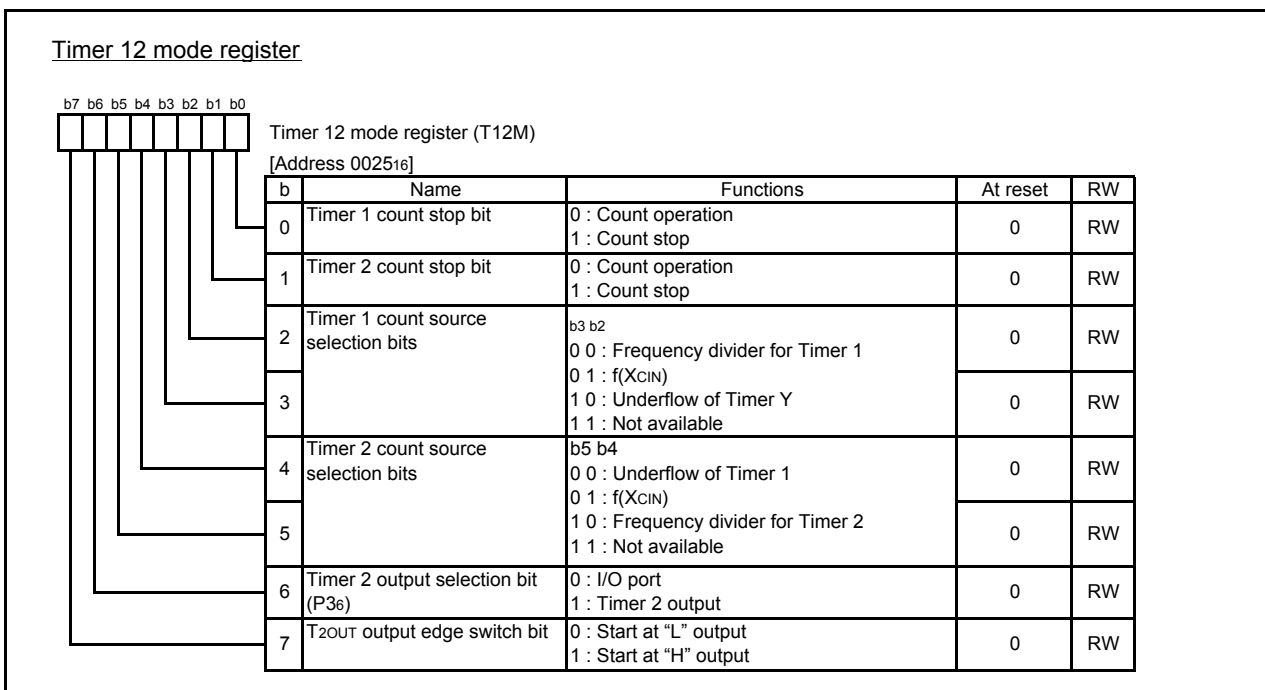 Timer 12 mode register
b7 b6 b5 b4 b3 b2 b1 b0
Timer 12 mode register (T12M)
[Address 002516]
b Name Functions At reset RW
0 Timer 1 count stop bit 0 : Count operation 0 RW
1 : Count stop
1 Timer 2 count stop bit 0 : Count operation 0 RW
1 : Count stop
2 Timer 1 count source b3 b2 0 RW
selection bits 0 0 : Frequency divider for Timer 1
0 1 : f(XCIN)
3 1 0 : Underflow of Timer Y 0 RW
1 1 : Not available
4 Timer 2 count source b5 b4 0 RW
selection bits 0 0 : Underflow of Timer 1
0 1 : f(XCIN)
5 1 0 : Frequency divider for Timer 2 0 RW
1 1 : Not available
6 Timer 2 output selection bit 0 : I/O port 0 RW
(P36) 1 : Timer 2 output
7 T2OUT output edge switch bit 0 : Start at “L” output 0 RW
1 : Start at “H” output